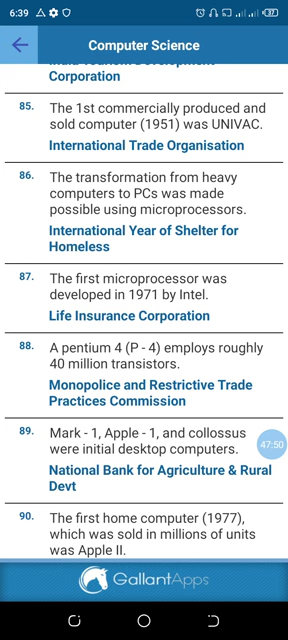 6:39
37
Computer Science
India Tourism Development
Corporation
85. The 1st commercially produced and
sold computer (1951) was UNIVAC.
International Trade Organisation
86. The transformation from heavy
computers to PCs was made
possible using microprocessors.
International Year of Shelter for
Homeless
87. The first microprocessor was
developed in 1971 by Intel.
Life Insurance Corporation
88. A pentium 4 (P - 4) employs roughly
40 million transistors.
Monopolice and Restrictive Trade
Practices Commission
89. Mark - 1, Apple - 1, and collossus
were initial desktop computers.
47:50
National Bank for Agriculture & Rural
Devt
90. The first home computer (1977),
which was sold in millions of units
was Apple II.
GallantApps